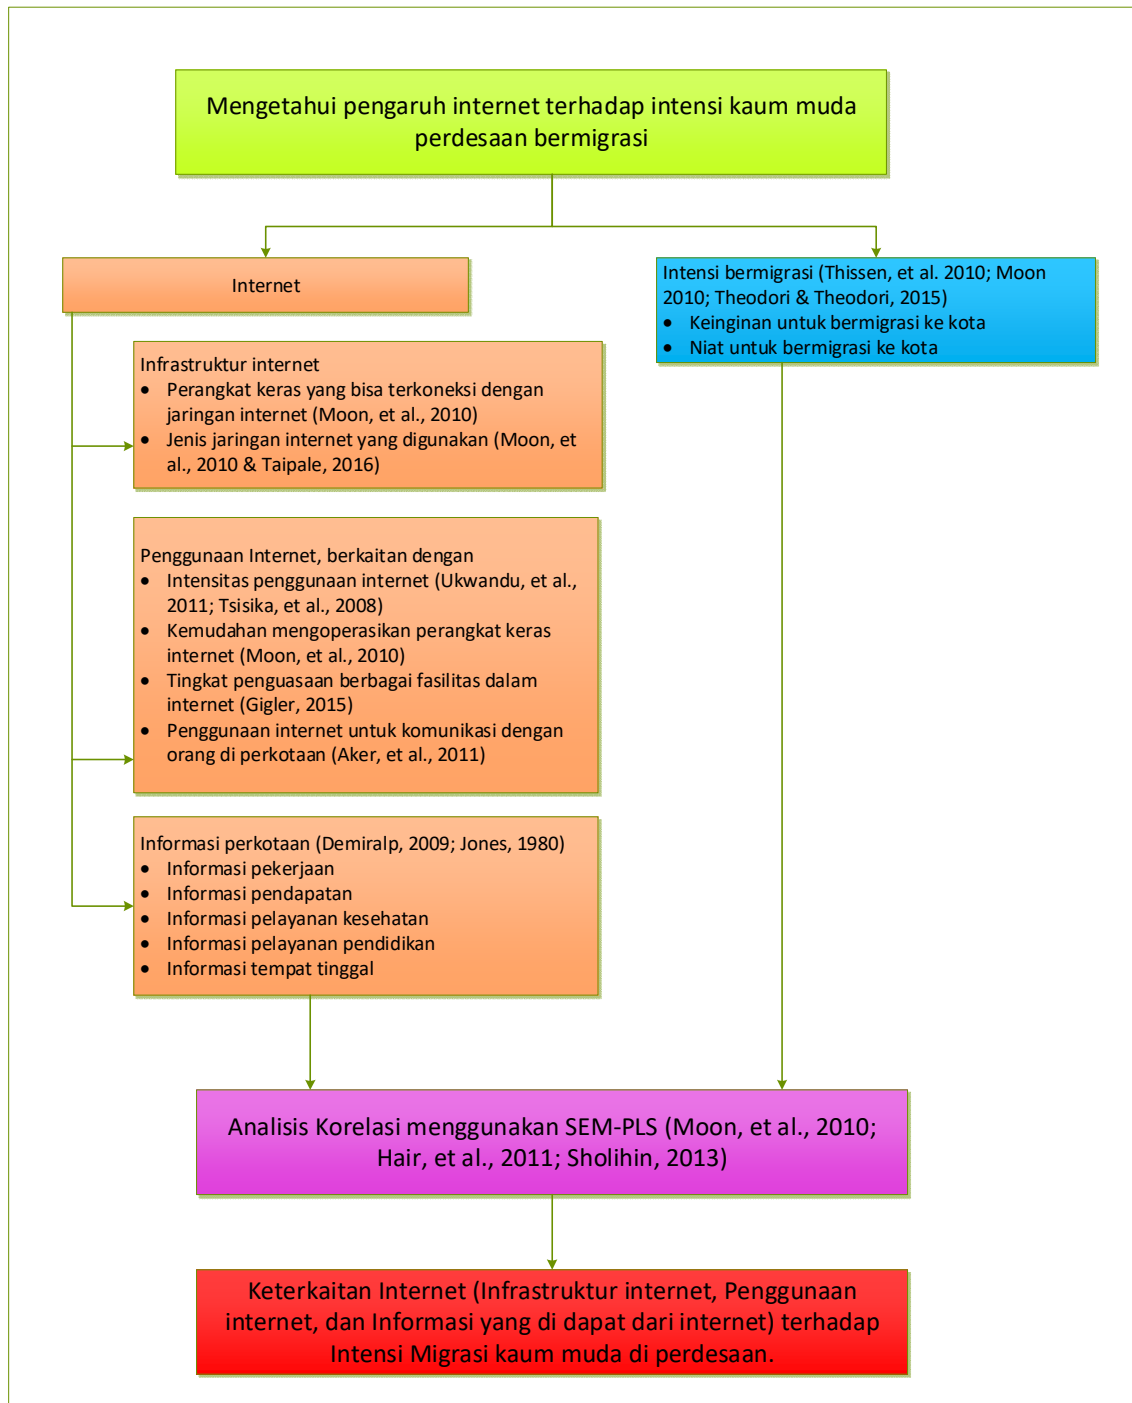 Mengetahui pengaruh internet terhadap intensi kaum muda
perdesaan bermigrasi
Internet
Intensi bermigrasi (Thissen, et al. 2010; Moon
2010; Theodori & Theodori, 2015)
• Keinginan untuk bermigrasi ke kota
• Niat untuk bermigrasi ke kota
Infrastruktur internet
• Perangkat keras yang bisa terkoneksi dengan
jaringan internet (Moon, et al., 2010)
• Jenis jaringan internet yang digunakan (Moon, et
al., 2010 & Taipale, 2016)
Penggunaan Internet, berkaitan dengan
• Intensitas penggunaan internet (Ukwandu, et al.,
2011; Tsisika, et al., 2008)
• Kemudahan mengoperasikan perangkat keras
internet (Moon, et al., 2010)
• Tingkat penguasaan berbagai fasilitas dalam
internet (Gigler, 2015)
• Penggunaan internet untuk komunikasi dengan
orang di perkotaan (Aker, et al., 2011)
Informasi perkotaan (Demiralp, 2009; Jones, 1980)
• Informasi pekerjaan
• Informasi pendapatan
• Informasi pelayanan kesehatan
• Informasi pelayanan pendidikan
• Informasi tempat tinggal
Analisis Korelasi menggunakan SEM-PLS (Moon, et al., 2010;
Hair, et al., 2011; Sholihin, 2013)
Keterkaitan Internet (Infrastruktur internet, Penggunaan
internet, dan Informasi yang di dapat dari internet) terhadap
Intensi Migrasi kaum muda di perdesaan.